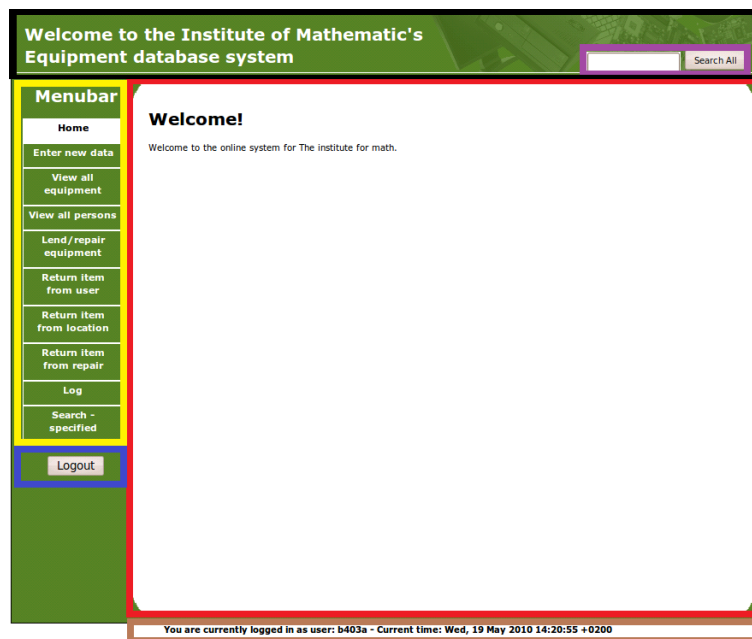 Welcome to the Institute of Mathematic's
Equipment database system
Search All
Menubar
Home
Enter new data
View all
equipment
View all persons
Lend/repair
equipment
Return item
from user
Return item
from location
Return item
from repair
Log
Search -
specified
Logout
Welcome!
Welcome to the online system for The institute for math.
You are currently logged in as user: b403a - Current time: Wed, 19 May 2010 14:20:55 +0200